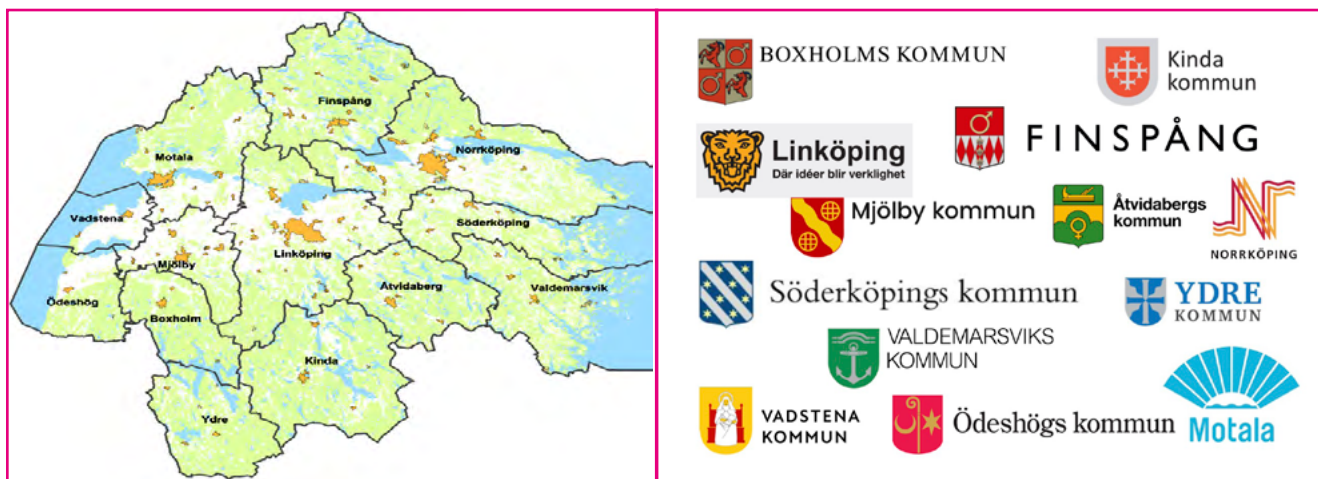 Finspång
Norrköping
Motala
Vadstena
Söderköping
Linköping
Mjölby
Ödeshög
Boxholm
Åtvidaberg
Valdemarsvik
Kinda
Ydre
BOXHOLMS KOMMUN
Kinda
kommun
FINSPÅNG
Linköping
Där idéer blir verklighet
Mjölby kommun
Åtvidabergs
kommun
NORRKÖPING
Söderköpings kommun
YDRE
KOMMUN
VALDEMARSVIKS
KOMMUN
VADSTENA
KOMMUN
Ödeshögs kommun
Motala